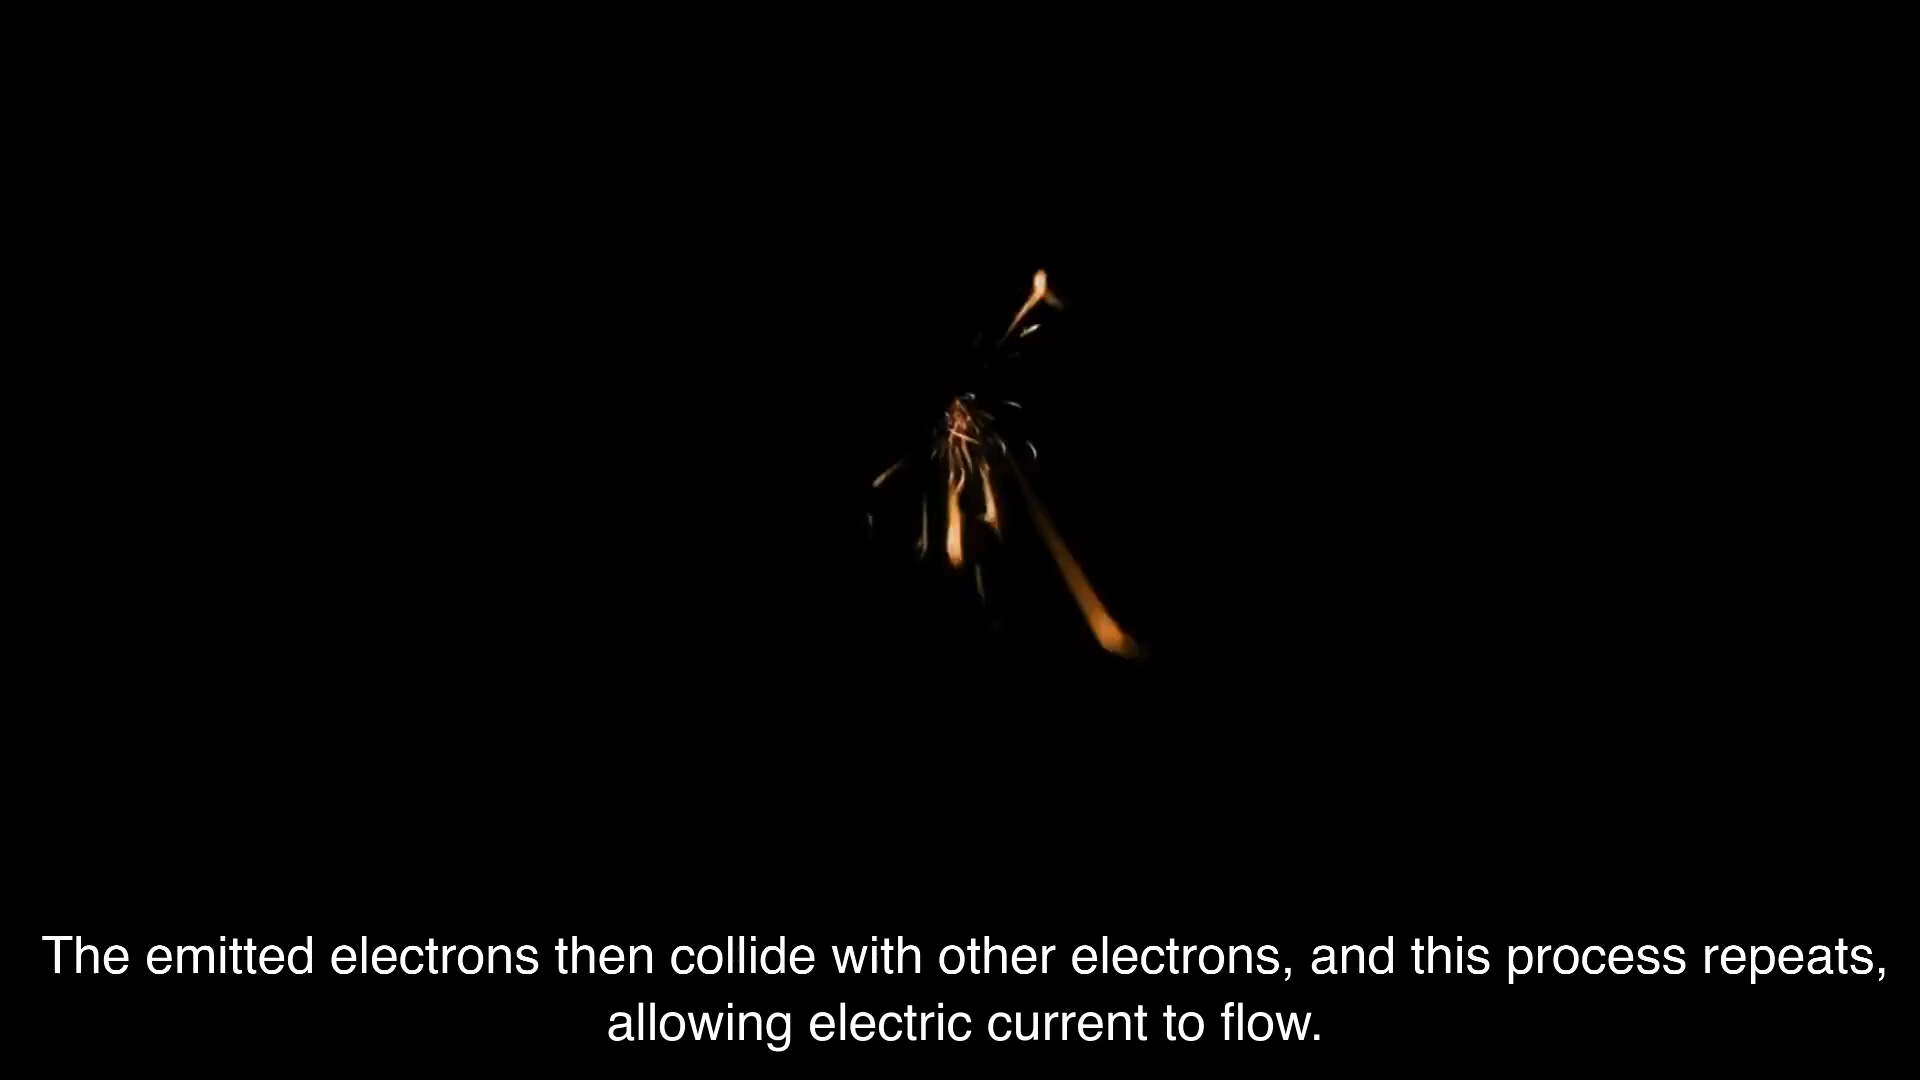 The emitted electrons then collide with other electrons, and this process repeats,
allowing electric current to flow.